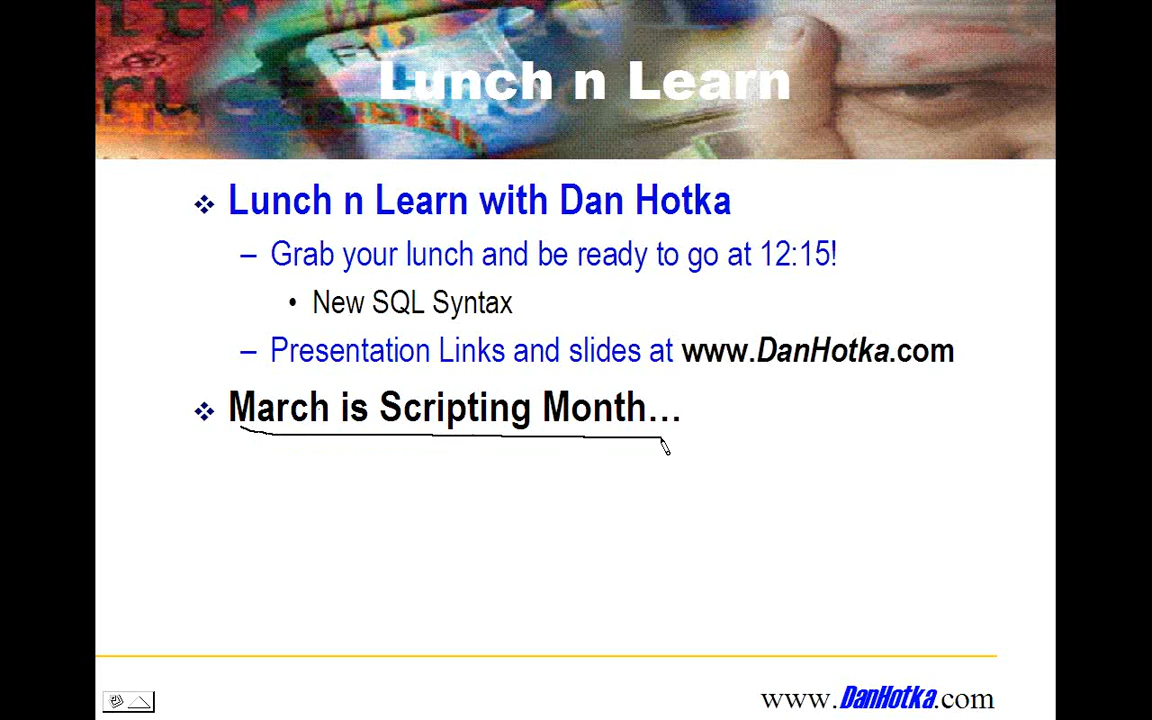 Lunch n Learn
Lunch n Learn with Dan Hotka
– Grab your lunch and be ready to go at 12:15!
• New SQL Syntax
– Presentation Links and slides at www.DanHotka.com
March is Scripting Month…
www.DanHotka.com